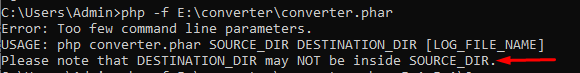 C:\Users\Admin>php -f E:\converter\converter.phar
Error: Too few command line parameters.
USAGE: php converter.phar SOURCE_DIR DESTINATION_DIR [LOG_FILE_NAME]
Please note that DESTINATION_DIR may NOT be inside SOURCE_DIR.